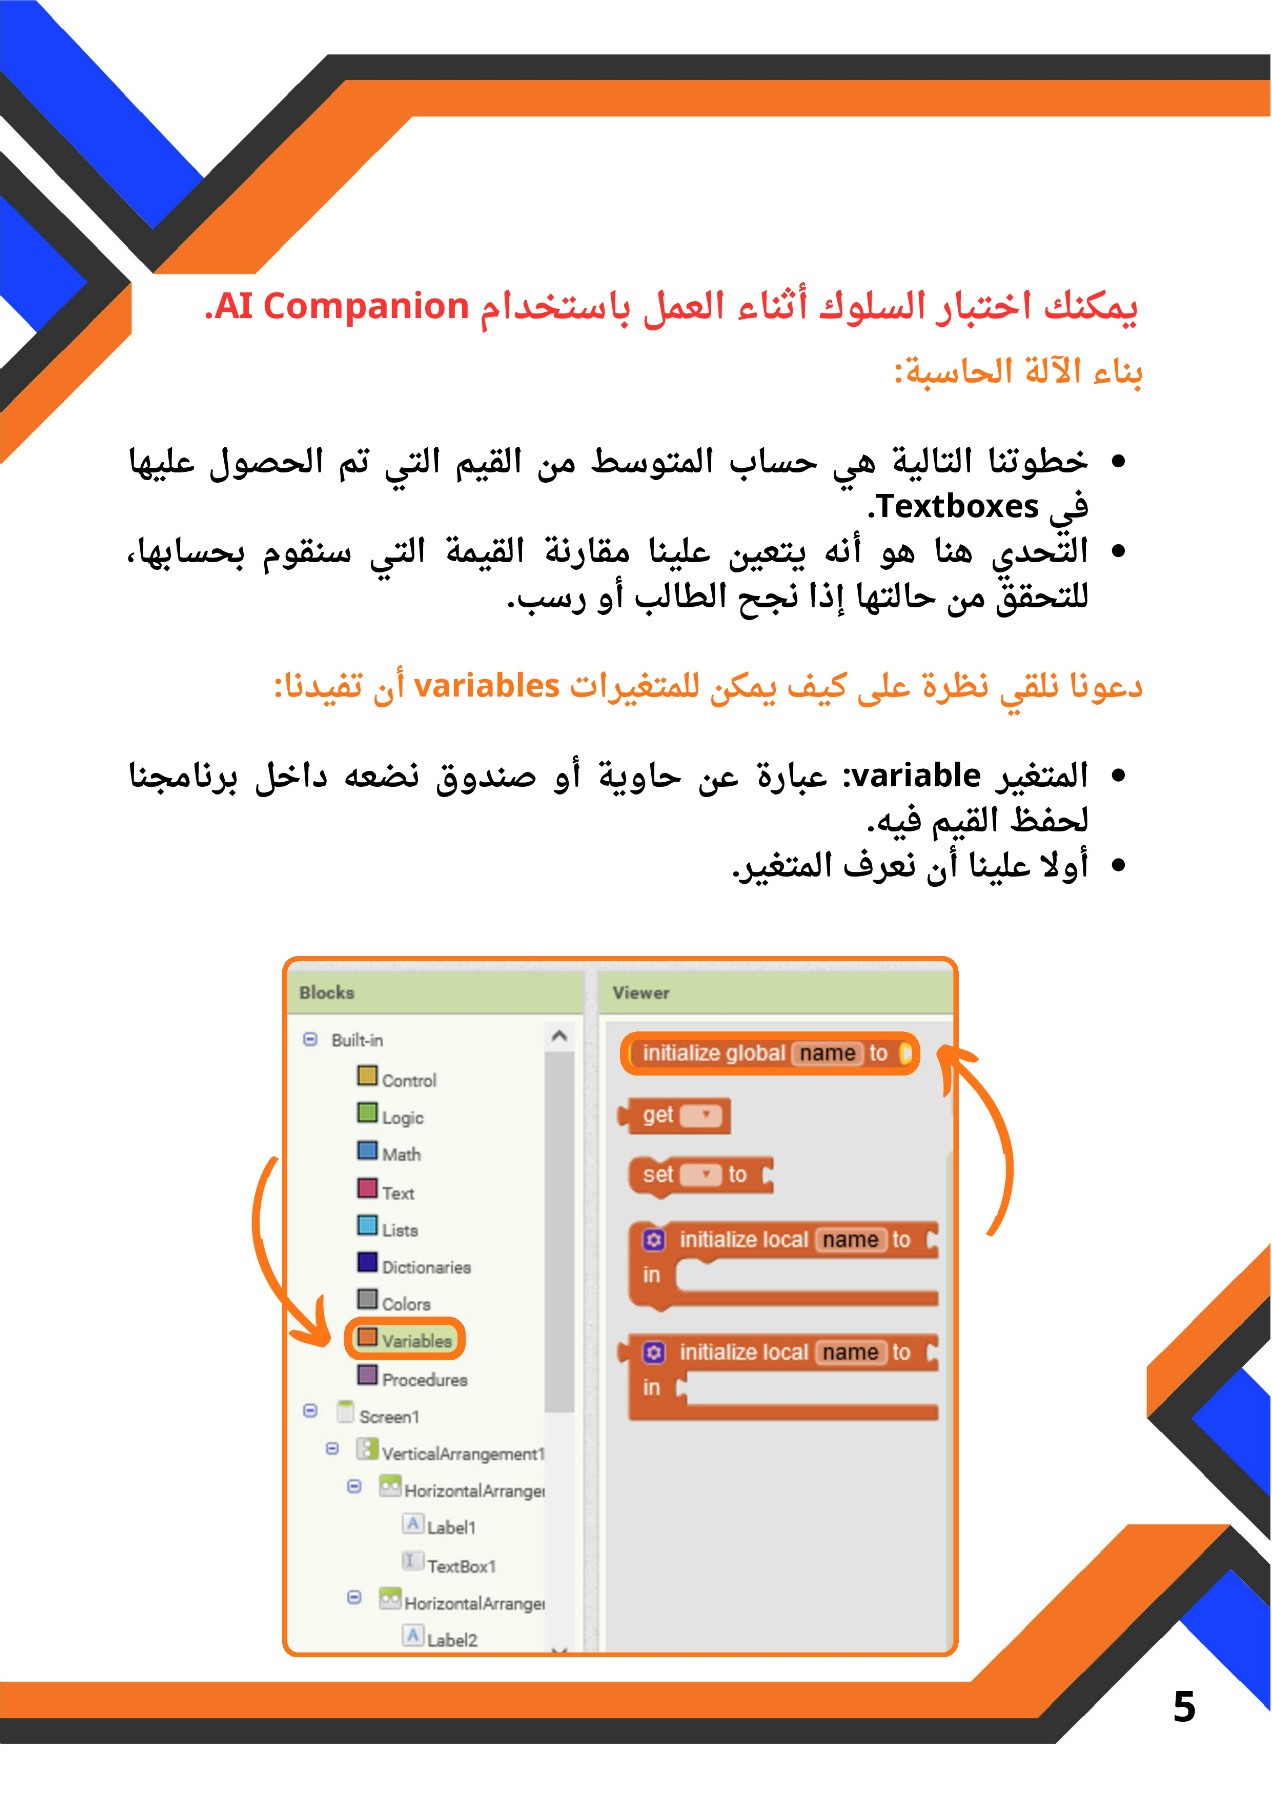 يمكنك اختبار السلوك أثناء العمل باستخدام AI Companion.
بناء الآلة الحاسبة:
• خطوتنا التالية هي حساب المتوسط من القيم التي تم الحصول عليها
في Textboxes.
• التحدي هنا هو أنه يتعين علينا مقارنة القيمة التي سنقوم بحسابها،
للتحقق من حالتها إذا نجح الطالب أو رسب.
دعونا نلقي نظرة على كيف يمكن للمتغيرات variables أن تفيدنا:
• المتغير variable: عبارة عن حاوية أو صندوق نضعه داخل برنامجنا
لحفظ القيم فيه.
• أولا علينا أن نعرف المتغير.
Blocks
Built-in
Control
Logic
Math
Text
Lists
Dictionaries
Colors
Variables
Procedures
Screen1
VerticalArrangement1
HorizontalArranger
Label1
TextBox1
HorizontalArranger
Label2
Viewer
initialize global name to
get
set to
initialize local name to
in
initialize local name to
in
5